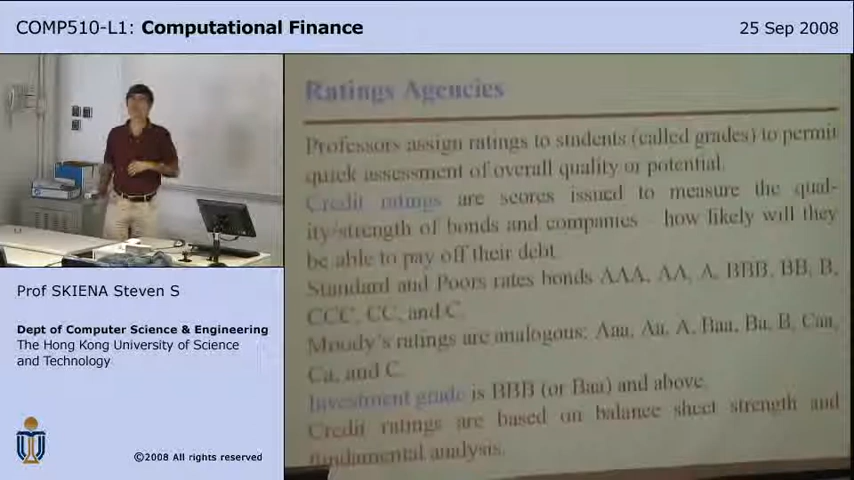 COMP510-L1: Computational Finance
25 Sep 2008
Ratings Agencies
Professors assign ratings to students (called grades) to permit
quick assessment of overall quality or potential.
Credit ratings are scores issued to measure the qual-
ity/strength of bonds and companies how likely will they
be able to pay off their debt
Standard and Poors rates bonds AAA, AA, A, BBB, BB, B,
CCC, CC, and C.
Moody's ratings are analogous: Aaa, Aa, A, Baa, Ba, B, Caa,
Ca, and C.
Investment grade is BBB (or Baa) and above.
Credit ratings are based on balance sheet strength and
fundamental analysis.
Prof SKIENA Steven S
Dept of Computer Science & Engineering
The Hong Kong University of Science
and Technology
©2008 All rights reserved